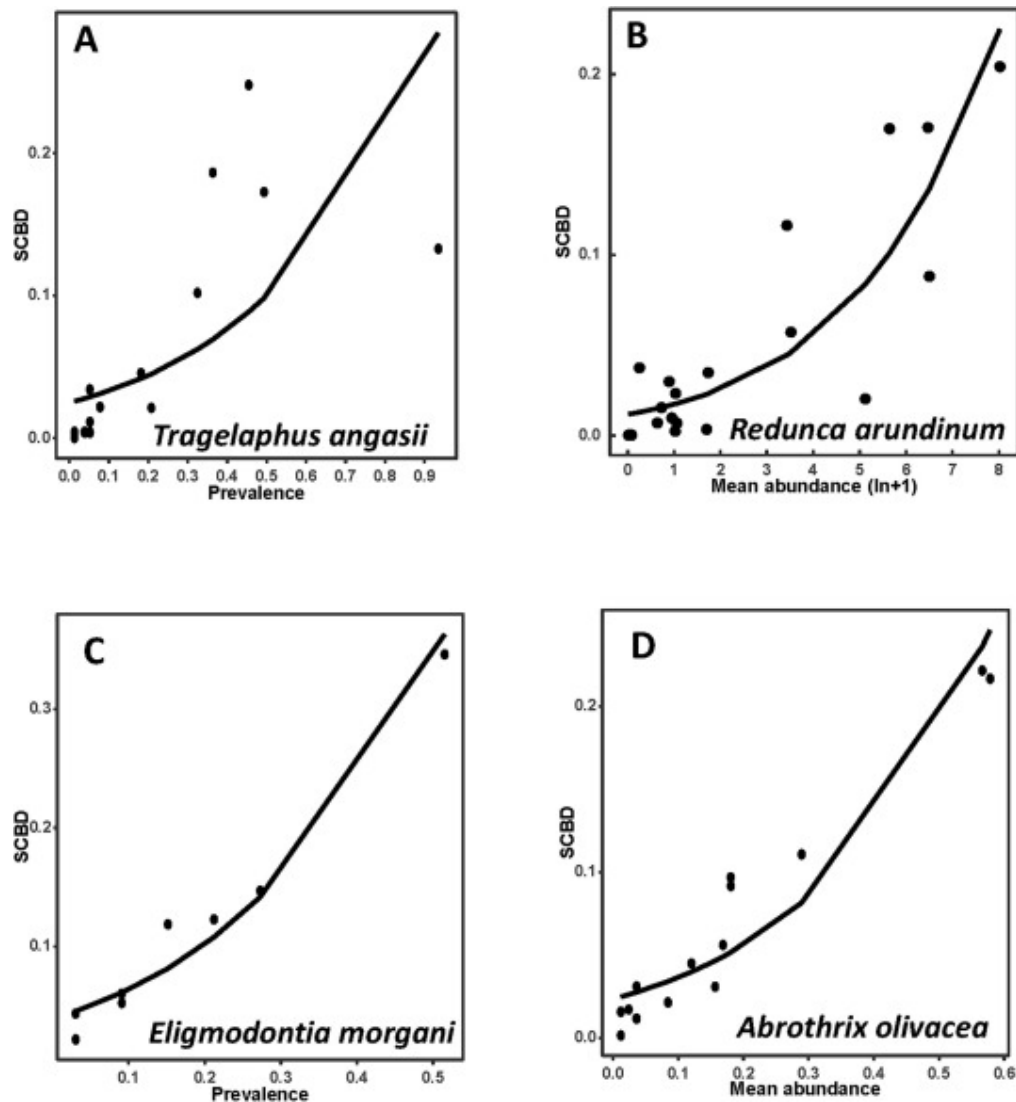 A
0.2
SCBD
0.1
0.0
Tragelaphus angasii
0.0 0.1 0.2 0.3 0.4 0.5 0.6 0.7 0.8 0.9
Prevalence
B
0.2
SCBD
0.1
0.0
Redunca arundinum
0 1 2 3 4 5 6 7 8
Mean abundance (ln+1)
C
0.3
SCBD
0.2
0.1
Eligmodontia morgani
0.1 0.2 0.3 0.4 0.5
Prevalence
D
0.2
SCBD
0.1
0.0
Abrothrix olivacea
0.0 0.1 0.2 0.3 0.4 0.5 0.6
Mean abundance